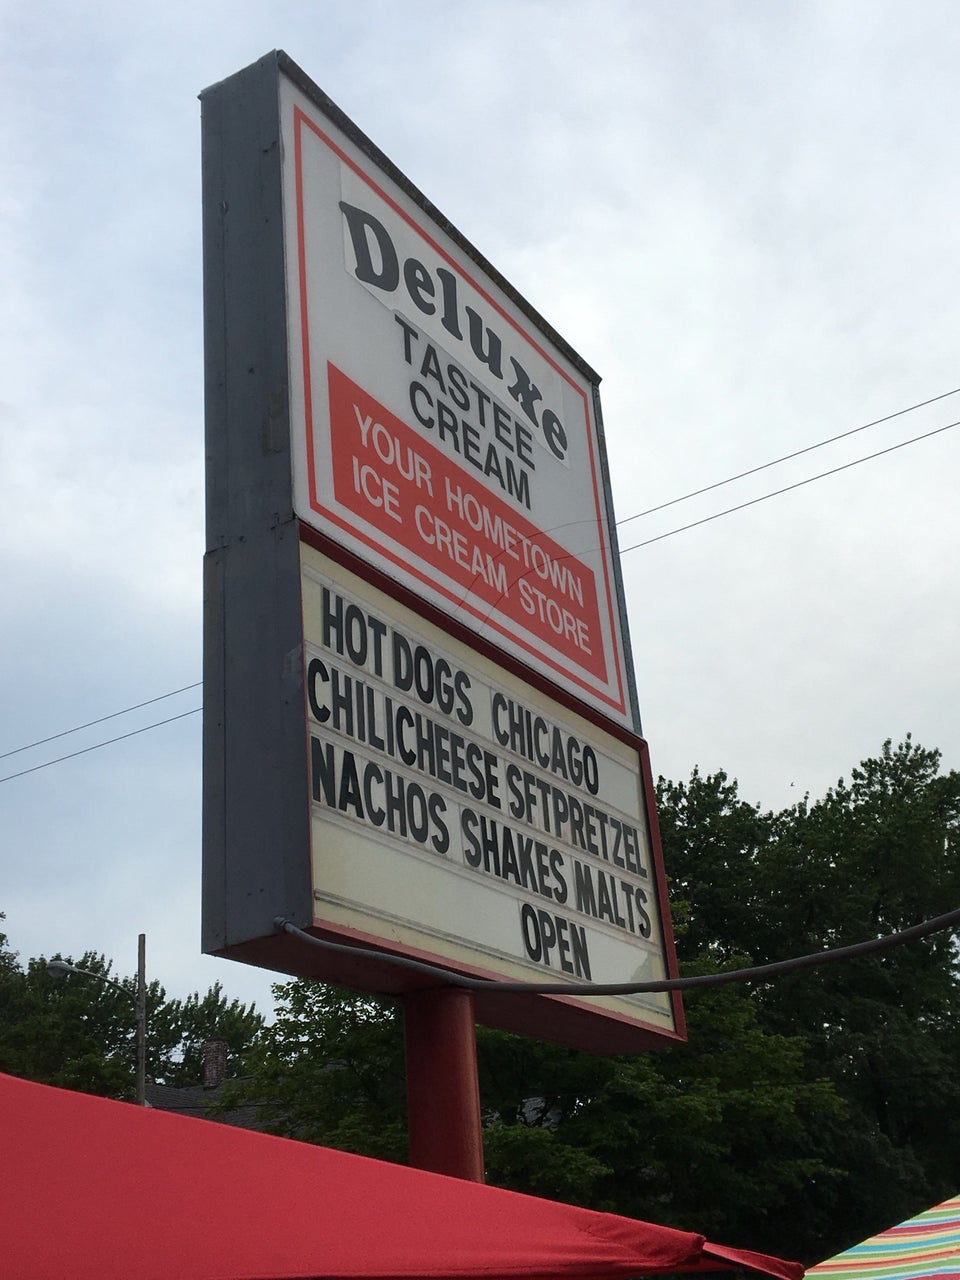 Deluxe
TASTEE
CREAM
YOUR HOMETOWN
ICE CREAM STORE
HOT DOGS CHICAGO
CHILICHEESE SFTPRETZEL
NACHOS SHAKES MALTS
OPEN